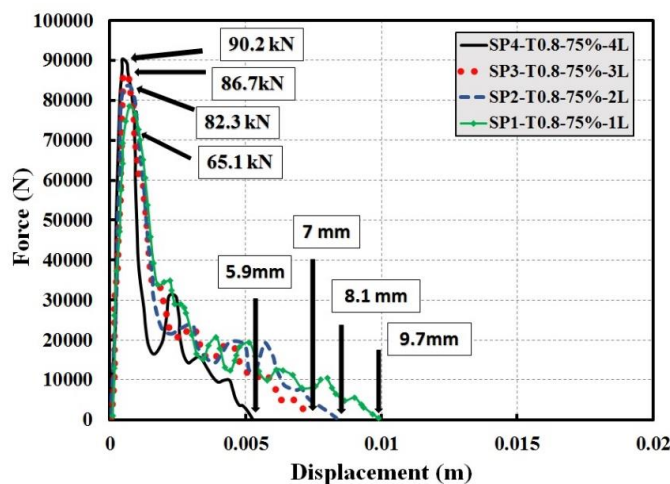 100000
90000
80000
70000
60000
50000
40000
30000
20000
10000
0
Force (N)
90.2 kN
86.7kN
82.3 kN
65.1 kN
SP4-T0.8-75%-4L
SP3-T0.8-75%-3L
SP2-T0.8-75%-2L
SP1-T0.8-75%-1L
5.9mm
7 mm
8.1 mm
9.7mm
0
0.005
0.01
0.015
0.02
Displacement (m)